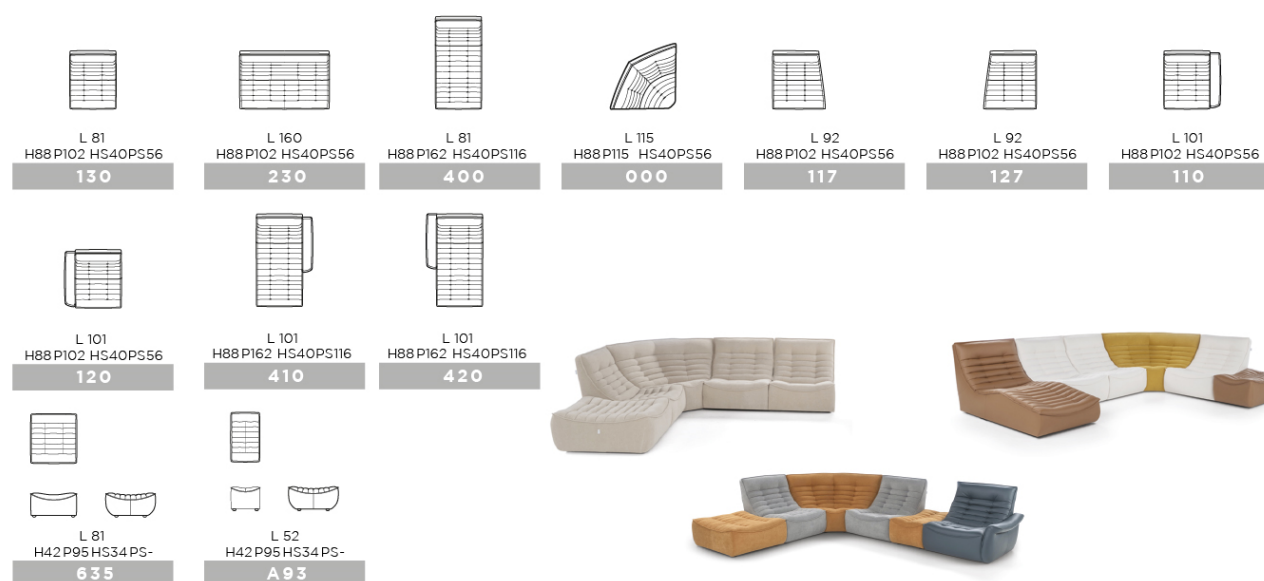 L 81
H88 P102 HS40PS56
130
L 160
H88 P102 HS40PS56
230
L 81
H88 P162 HS40PS116
400
L 115
H88 P115 HS40PS56
000
L 92
H88 P102 HS40PS56
117
L 92
H88 P102 HS40PS56
127
L 101
H88 P102 HS40PS56
110
L 101
H88 P102 HS40PS56
120
L 101
H88 P162 HS40PS116
410
L 101
H88 P162 HS40PS116
420
L 81
H42 P95 HS34 PS-
635
L 52
H42 P95 HS34 PS-
A93